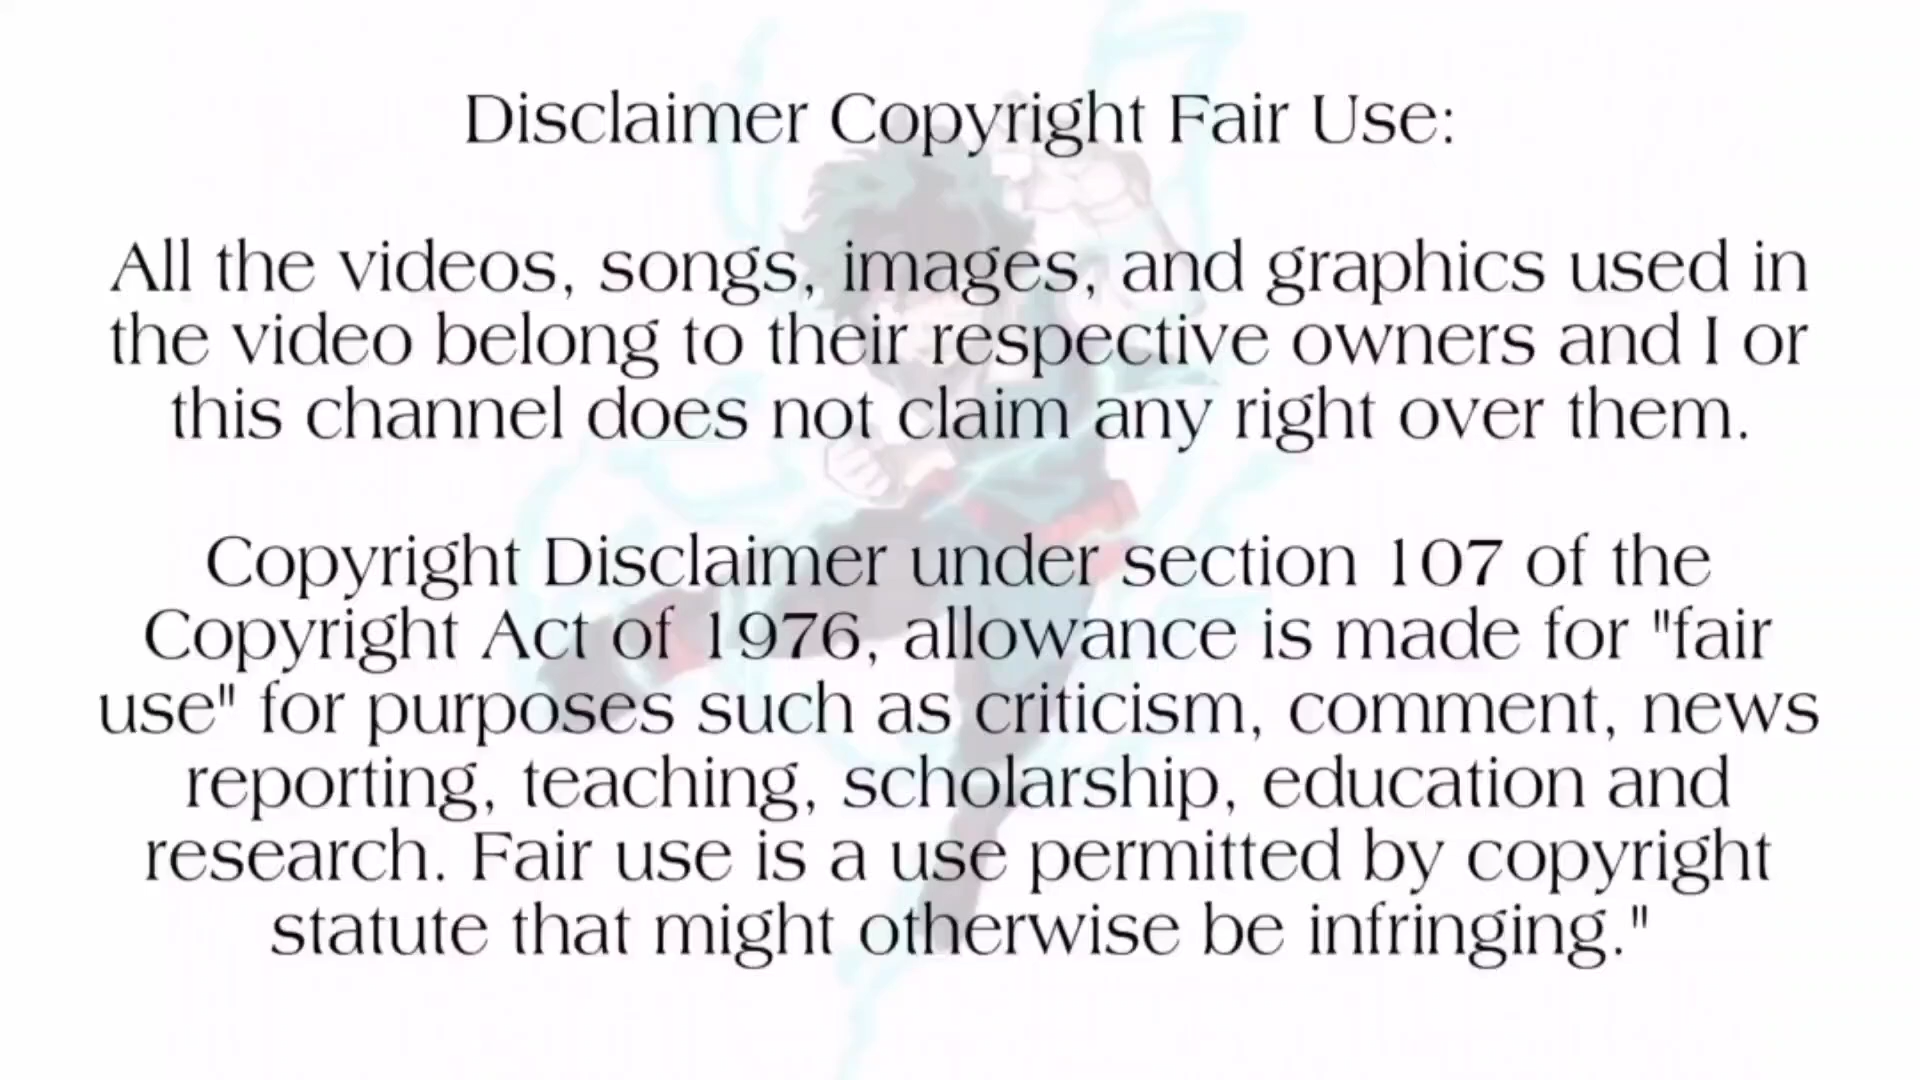 Disclaimer Copyright Fair Use:
All the videos, songs, images, and graphics used in
the video belong to their respective owners and I or
this channel does not claim any right over them.
Copyright Disclaimer under section 107 of the
Copyright Act of 1976, allowance is made for "fair
use" for purposes such as criticism, comment, news
reporting, teaching, scholarship, education and
research. Fair use is a use permitted by copyright
statute that might otherwise be infringing."